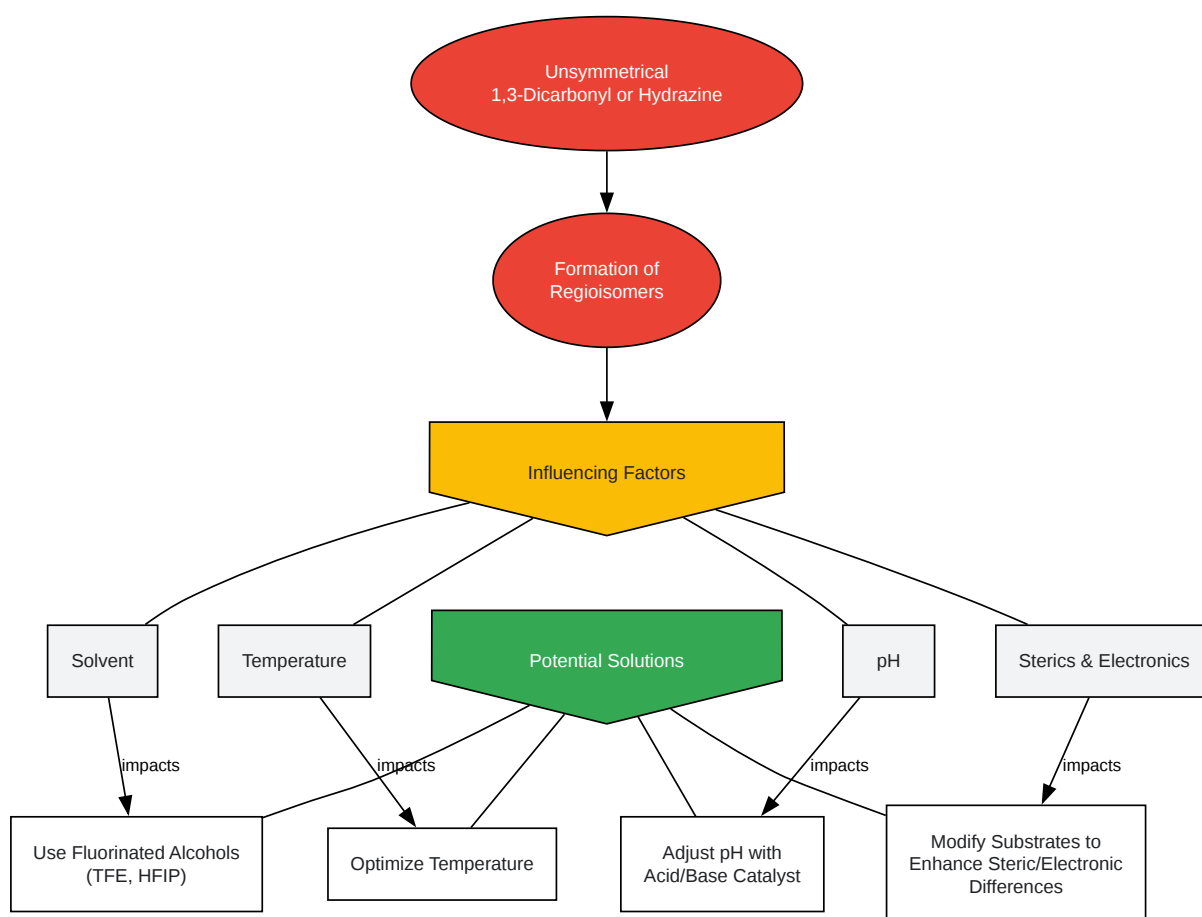 Unsymmetrical
1,3-Dicarbonyl or Hydrazine
Formation of
Regioisomers
Influencing Factors
Solvent
Temperature
Potential Solutions
pH
Sterics & Electronics
impacts
impacts
impacts
impacts
Use Fluorinated Alcohols
(TFE, HFIP)
Optimize Temperature
Adjust pH with
Acid/Base Catalyst
Modify Substrates to
Enhance Steric/Electronic
Differences